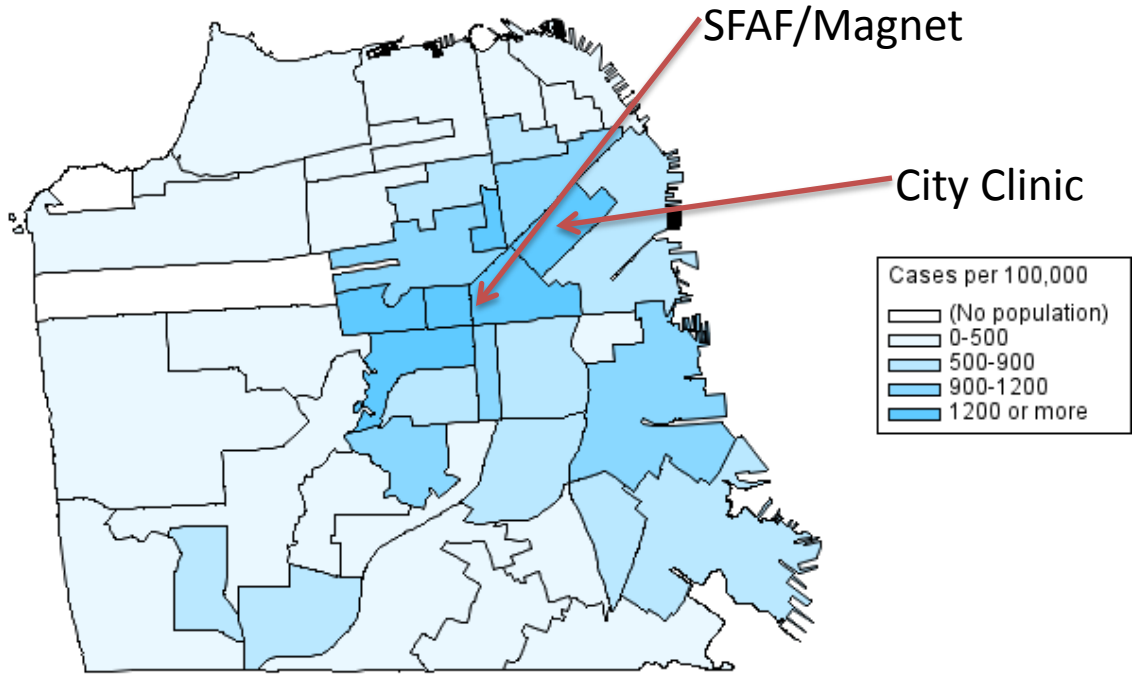 SFAF/Magnet
City Clinic
Cases per 100,000
(No population)
0-500
500-900
900-1200
1200 or more